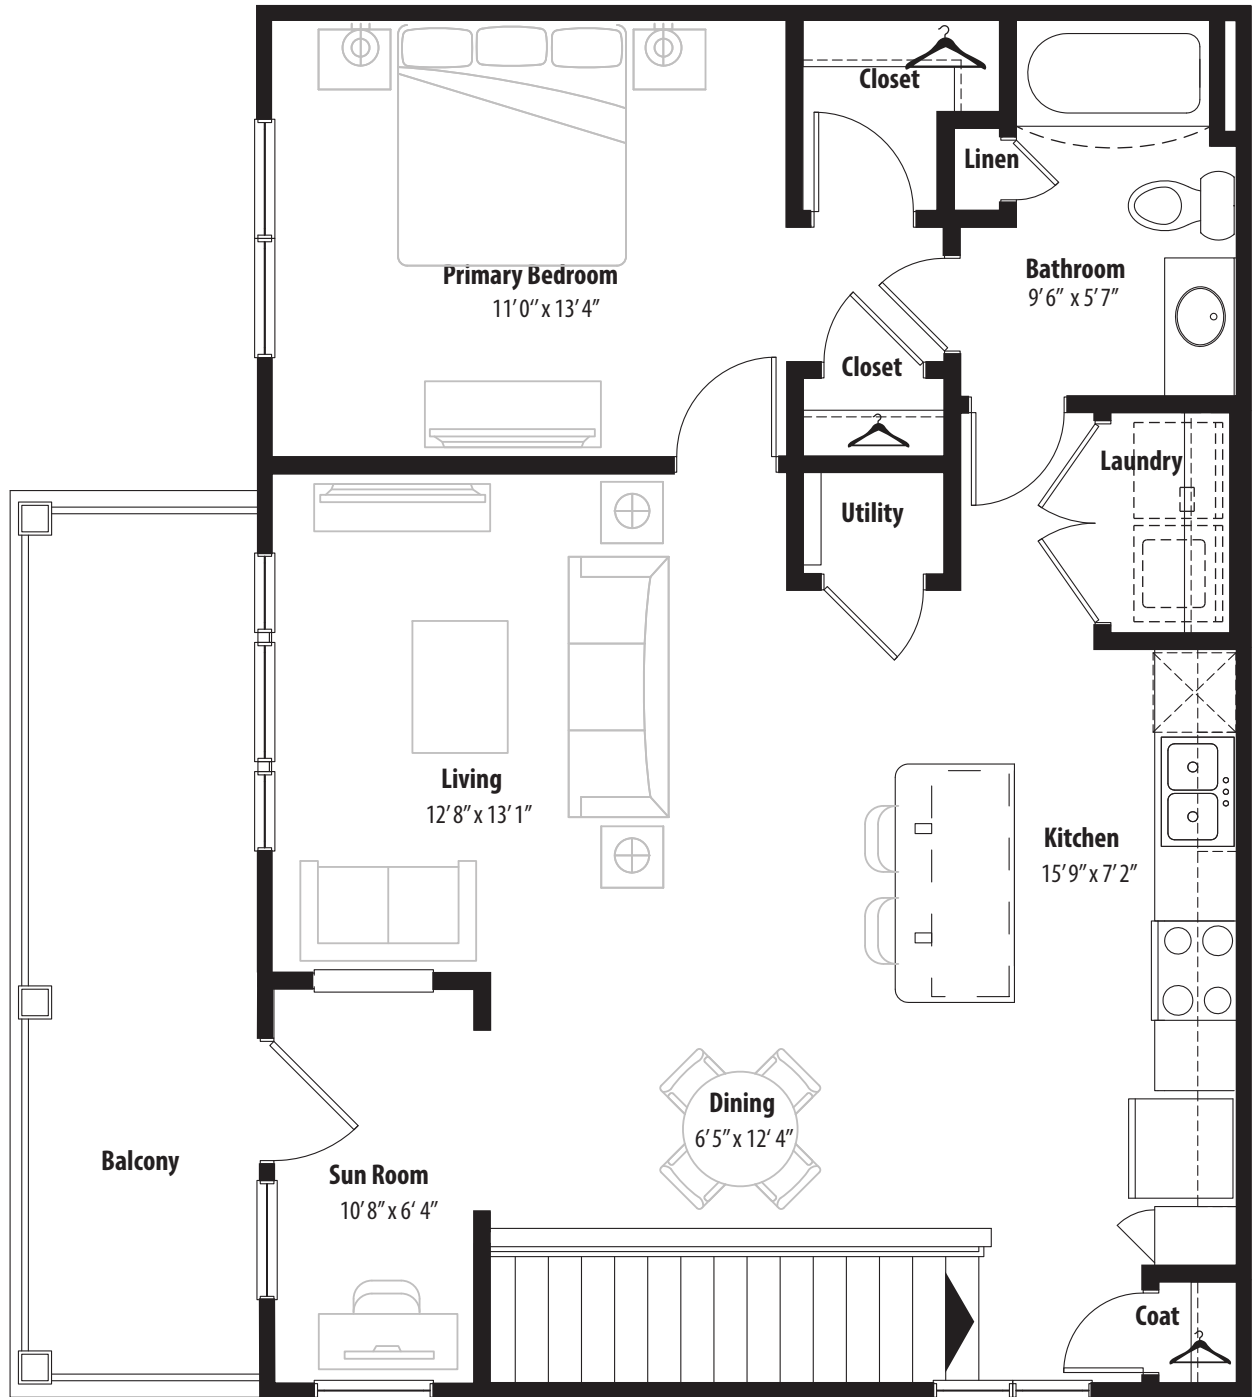 Closet
Linen
Primary Bedroom
11'0" x 13'4"
Bathroom
9'6" x 5'7"
Closet
Laundry
Utility
Living
12'8" x 13'1"
Kitchen
15'9" x 7'2"
Dining
6'5" x 12' 4"
Balcony
Sun Room
10'8" x 6' 4"
Coat